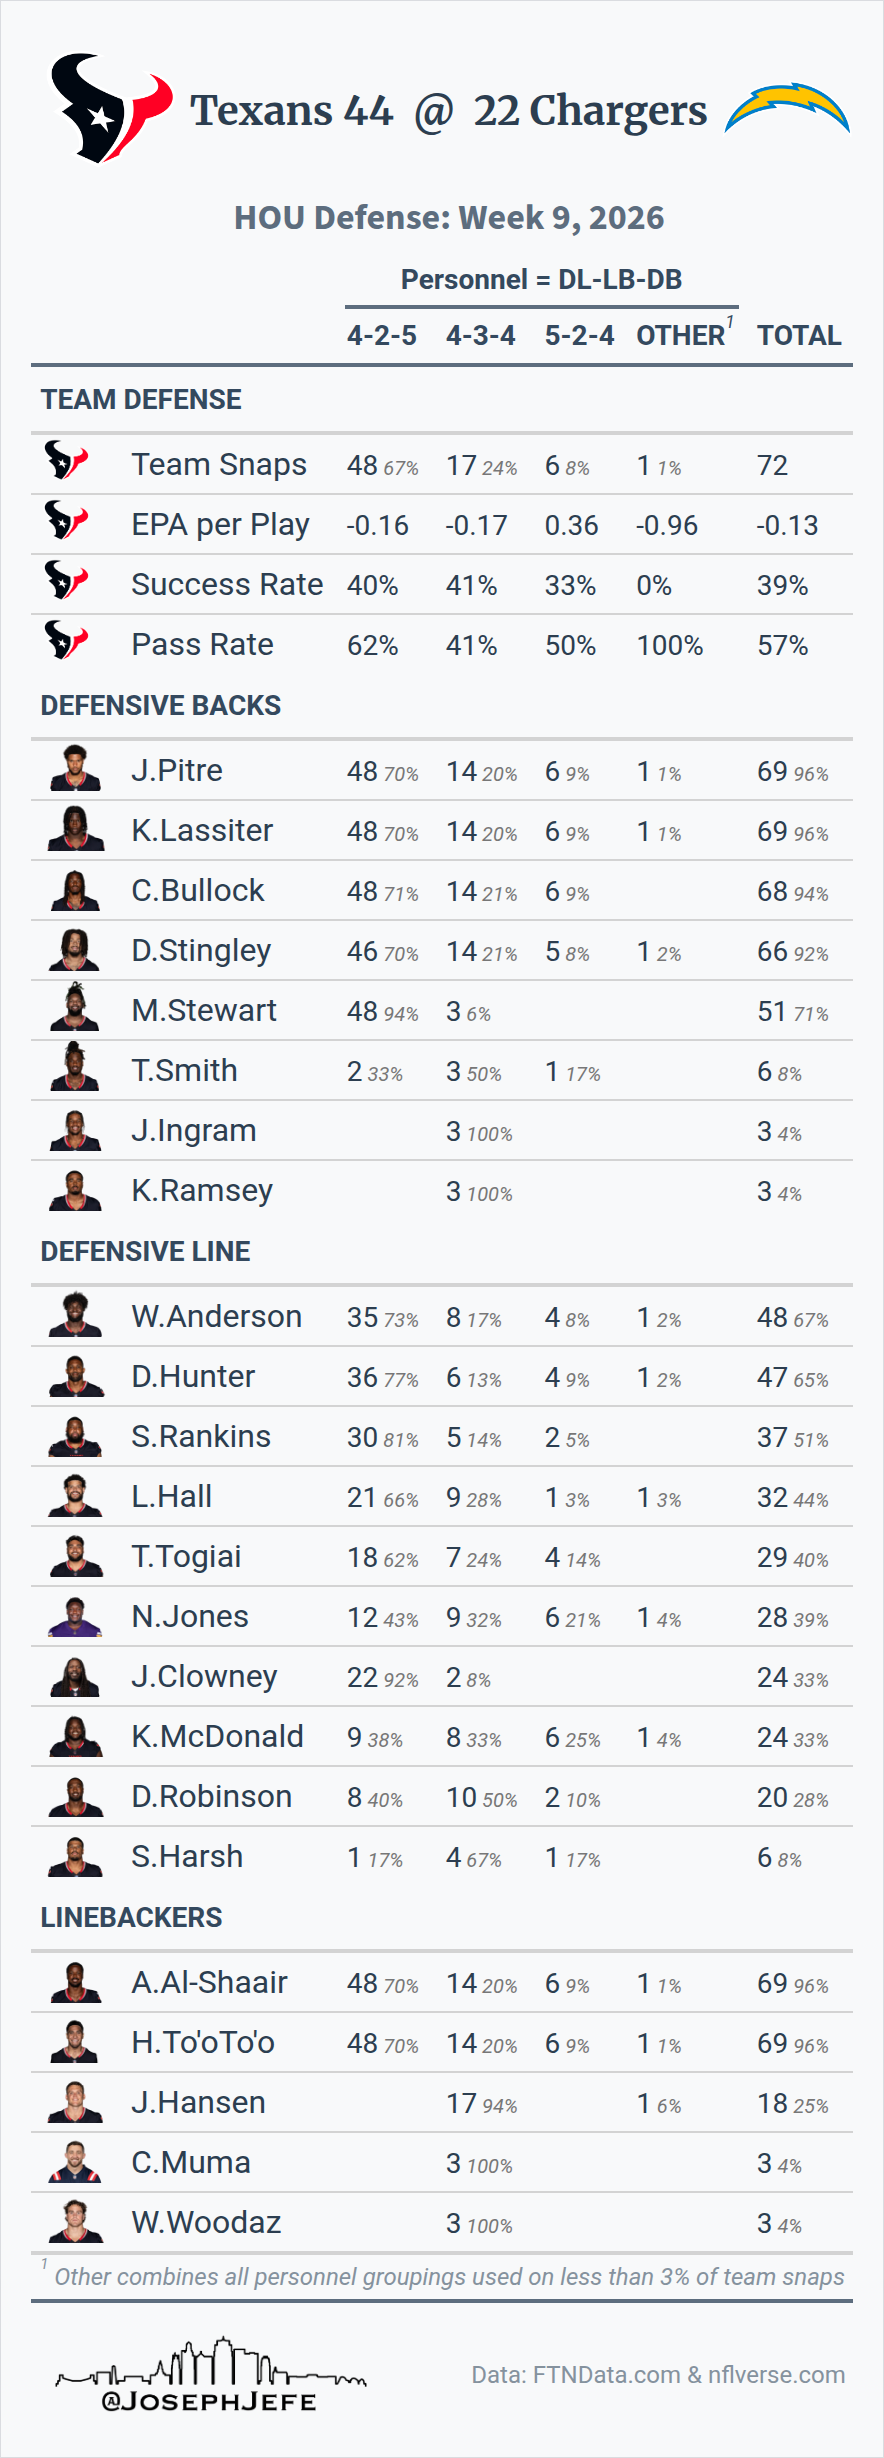 Texans 44 @ 22 Chargers
HOU Defense: Week 9, 2026
Personnel = DL-LB-DB
4-2-5 4-3-4 5-2-4 OTHER1 TOTAL
TEAM DEFENSE
Team Snaps 48 67% 17 24% 6 8% 1 1% 72
EPA per Play -0.16 -0.17 0.36 -0.96 -0.13
Success Rate 40% 41% 33% 0% 39%
Pass Rate 62% 41% 50% 100% 57%
DEFENSIVE BACKS
J.Pitre 48 70% 14 20% 6 9% 1 1% 69 96%
K.Lassiter 48 70% 14 20% 6 9% 1 1% 69 96%
C.Bullock 48 71% 14 21% 6 9% 68 94%
D.Stingley 46 70% 14 21% 5 8% 1 2% 66 92%
M.Stewart 48 94% 3 6% 51 71%
T.Smith 2 33% 3 50% 1 17% 6 8%
J.Ingram 3 100% 3 4%
K.Ramsey 3 100% 3 4%
DEFENSIVE LINE
W.Anderson 35 73% 8 17% 4 8% 1 2% 48 67%
D.Hunter 36 77% 6 13% 4 9% 1 2% 47 65%
S.Rankins 30 81% 5 14% 2 5% 37 51%
L.Hall 21 66% 9 28% 1 3% 1 3% 32 44%
T.Togiai 18 62% 7 24% 4 14% 29 40%
N.Jones 12 43% 9 32% 6 21% 1 4% 28 39%
J.Clowney 22 92% 2 8% 24 33%
K.McDonald 9 38% 8 33% 6 25% 1 4% 24 33%
D.Robinson 8 40% 10 50% 2 10% 20 28%
S.Harsh 1 17% 4 67% 1 17% 6 8%
LINEBACKERS
A.Al-Shaair 48 70% 14 20% 6 9% 1 1% 69 96%
H.To'oTo'o 48 70% 14 20% 6 9% 1 1% 69 96%
J.Hansen 17 94% 1 6% 18 25%
C.Muma 3 100% 3 4%
W.Woodaz 3 100% 3 4%
1 Other combines all personnel groupings used on less than 3% of team snaps
@JOSEPHJEFE
Data: FTNData.com & nflverse.com